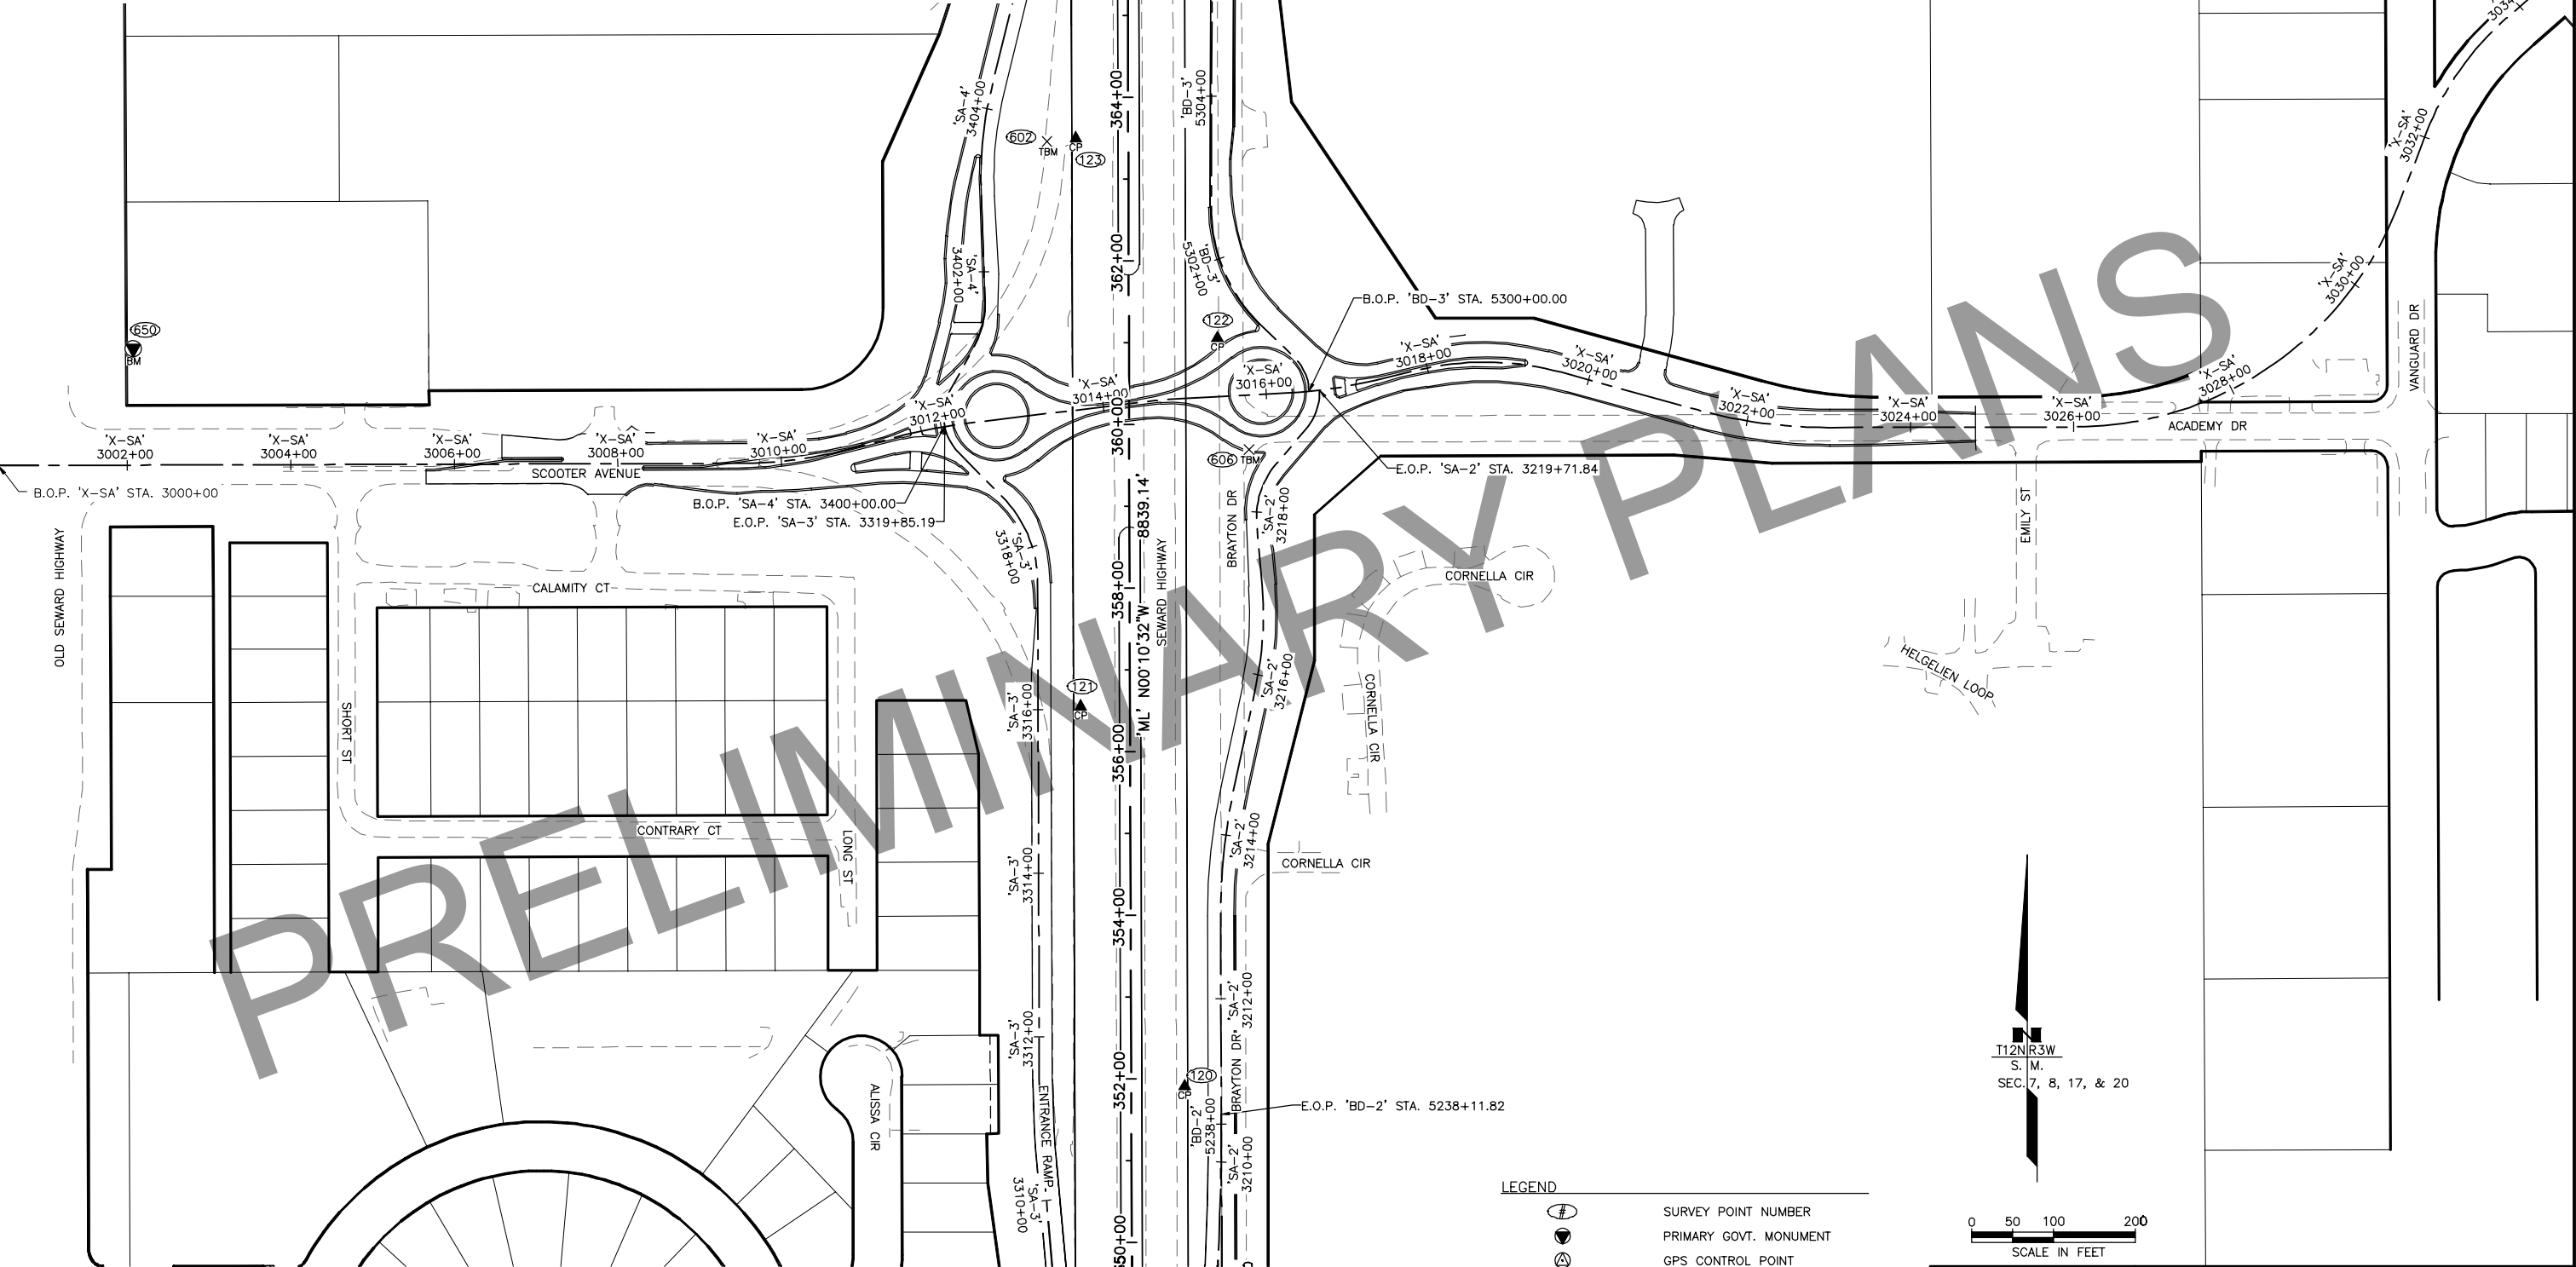 PRELIMINARY PLANS
'SA-4'
3404+00
364+00
'BD-3'
5304+00
602
TBM
CP
123
'X-SA'
3032+00
'SA-4'
3402+00
362+00
'BD-3'
5302+00
'X-SA'
3030+00
650
BM
122
CP
B.O.P. 'BD-3' STA. 5300+00.00
VANGUARD DR
'X-SA'
3002+00
'X-SA'
3004+00
'X-SA'
3006+00
'X-SA'
3008+00
'X-SA'
3010+00
'X-SA'
3012+00
'X-SA'
3014+00
'X-SA'
3016+00
'X-SA'
3018+00
'X-SA'
3020+00
'X-SA'
3022+00
'X-SA'
3024+00
'X-SA'
3026+00
'X-SA'
3028+00
ACADEMY DR
360+00
SCOOTER AVENUE
606
TBM
E.O.P. 'SA-2' STA. 3219+71.84
B.O.P. 'X-SA' STA. 3000+00
B.O.P. 'SA-4' STA. 3400+00.00
E.O.P. 'SA-3' STA. 3319+85.19
OLD SEWARD HIGHWAY
'SA-3'
3318+00
358+00
'ML' N00°10'32"W 8839.14'
SEWARD HIGHWAY
BRAYTON DR
'SA-2'
3218+00
EMILY ST
CALAMITY CT
CORNELLA CIR
HELGELIEN LOOP
121
CP
'SA-3'
3316+00
356+00
'SA-2'
3216+00
CORNELLA CIR
SHORT ST
CONTRARY CT
LONG ST
'SA-3'
3314+00
354+00
'SA-2'
3214+00
CORNELLA CIR
'SA-3'
3312+00
352+00
'SA-2'
3212+00
BRAYTON DR
120
CP
ALISSA CIR
ENTRANCE RAMP
'BD-2'
5238+00
E.O.P. 'BD-2' STA. 5238+11.82
'SA-3'
3310+00
350+00
'SA-2'
3210+00
N
T12N R3W
S. M.
SEC. 7, 8, 17, & 20
LEGEND
# SURVEY POINT NUMBER
PRIMARY GOVT. MONUMENT
GPS CONTROL POINT
0 50 100 200
SCALE IN FEET